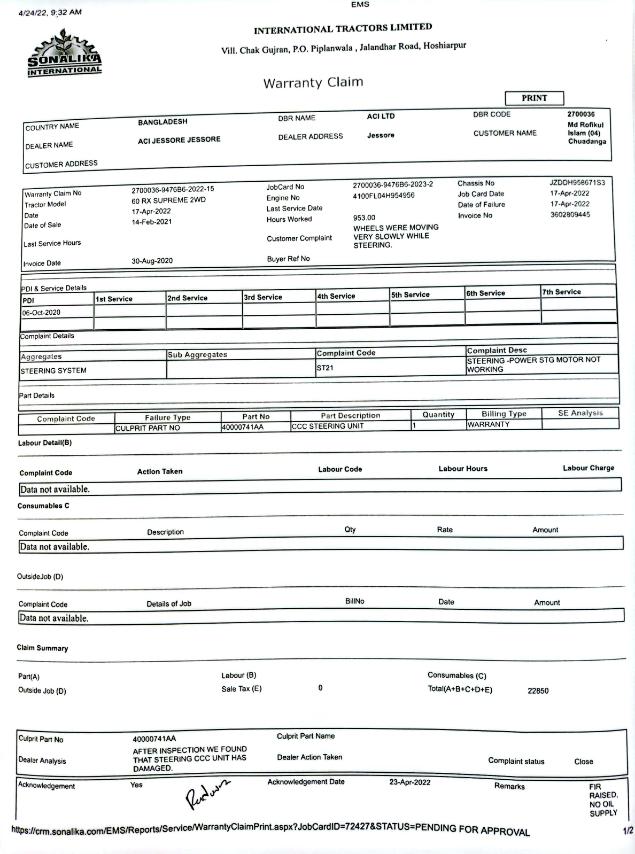 4/24/22, 9:32 AM
EMS
SONALIKA
INTERNATIONAL
INTERNATIONAL TRACTORS LIMITED
Vill. Chak Gujran, P.O. Piplanwala , Jalandhar Road, Hoshiarpur
Warranty Claim
PRINT
COUNTRY NAME BANGLADESH DBR NAME ACI LTD DBR CODE 2700036
DEALER NAME ACI JESSORE JESSORE DEALER ADDRESS Jessore CUSTOMER NAME Md Rofikul
Islam (04)
Chuadanga
CUSTOMER ADDRESS
Warranty Claim No 2700036-9476B6-2022-15 JobCard No 2700036-9476B6-2023-2 Chassis No JZDDH958671S3
Tractor Model 60 RX SUPREME 2WD Engine No 4100FL04H954956 Job Card Date 17-Apr-2022
Date 17-Apr-2022 Last Service Date Date of Failure 17-Apr-2022
Date of Sale 14-Feb-2021 Hours Worked 953.00 Invoice No 3602809445
Last Service Hours Customer Complaint WHEELS WERE MOVING
VERY SLOWLY WHILE
STEERING.
Invoice Date 30-Aug-2020 Buyer Ref No
PDI & Service Details
PDI 1st Service 2nd Service 3rd Service 4th Service 5th Service 6th Service 7th Service
06-Oct-2020
Complaint Details
Aggregates Sub Aggregates Complaint Code Complaint Desc
STEERING SYSTEM ST21 STEERING -POWER STG MOTOR NOT
WORKING
Part Details
Complaint Code Failure Type Part No Part Description Quantity Billing Type SE Analysis
CULPRIT PART NO 40000741AA CCC STEERING UNIT 1 WARRANTY
Labour Detail(B)
Complaint Code Action Taken Labour Code Labour Hours Labour Charge
Data not available.
Consumables C
Complaint Code Description Qty Rate Amount
Data not available.
OutsideJob (D)
Complaint Code Details of Job BillNo Date Amount
Data not available.
Claim Summary
Part(A) Labour (B) Consumables (C)
Outside Job (D) Sale Tax (E) 0 Total(A+B+C+D+E) 22850
Culprit Part No 40000741AA Culprit Part Name
Dealer Analysis AFTER INSPECTION WE FOUND
THAT STEERING CCC UNIT HAS
DAMAGED. Dealer Action Taken Complaint status Close
Acknowledgement Yes Acknowledgement Date 23-Apr-2022 Remarks FIR
RAISED,
NO OIL
SUPPLY
https://crm.sonalika.com/EMS/Reports/Service/WarrantyClaimPrint.aspx?JobCardID=72427&STATUS=PENDING FOR APPROVAL 1/2